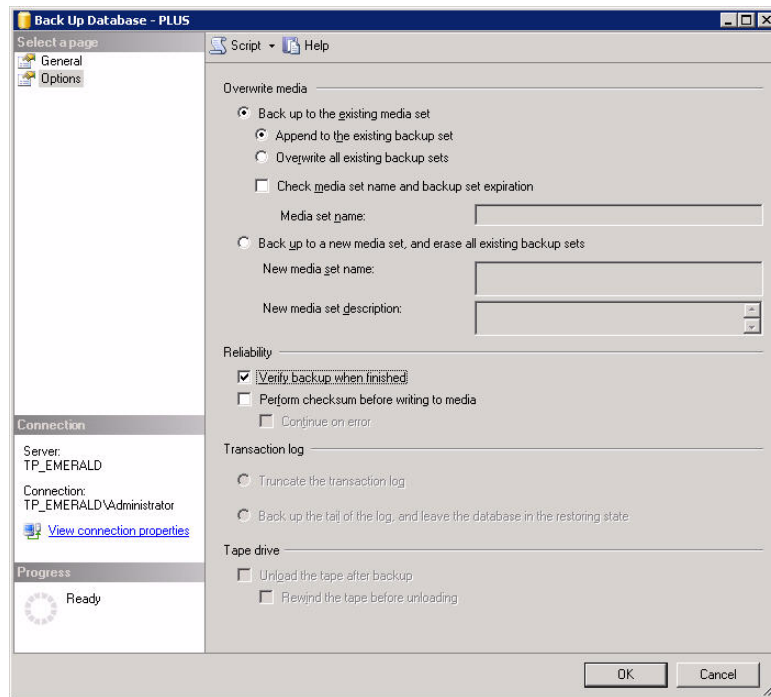 Back Up Database - PLUS
Select a page
General
Options
Script
Help
Overwrite media
Back up to the existing media set
Append to the existing backup set
Overwrite all existing backup sets
Check media set name and backup set expiration
Media set name:
Back up to a new media set, and erase all existing backup sets
New media set name:
New media set description:
Reliability
Verify backup when finished
Perform checksum before writing to media
Continue on error
Transaction log
Truncate the transaction log
Back up the tail of the log, and leave the database in the restoring state
Tape drive
Unload the tape after backup
Rewind the tape before unloading
Connection
Server:
TP_EMERALD
Connection:
TP_EMERALD\Administrator
View connection properties
Progress
Ready
OK
Cancel